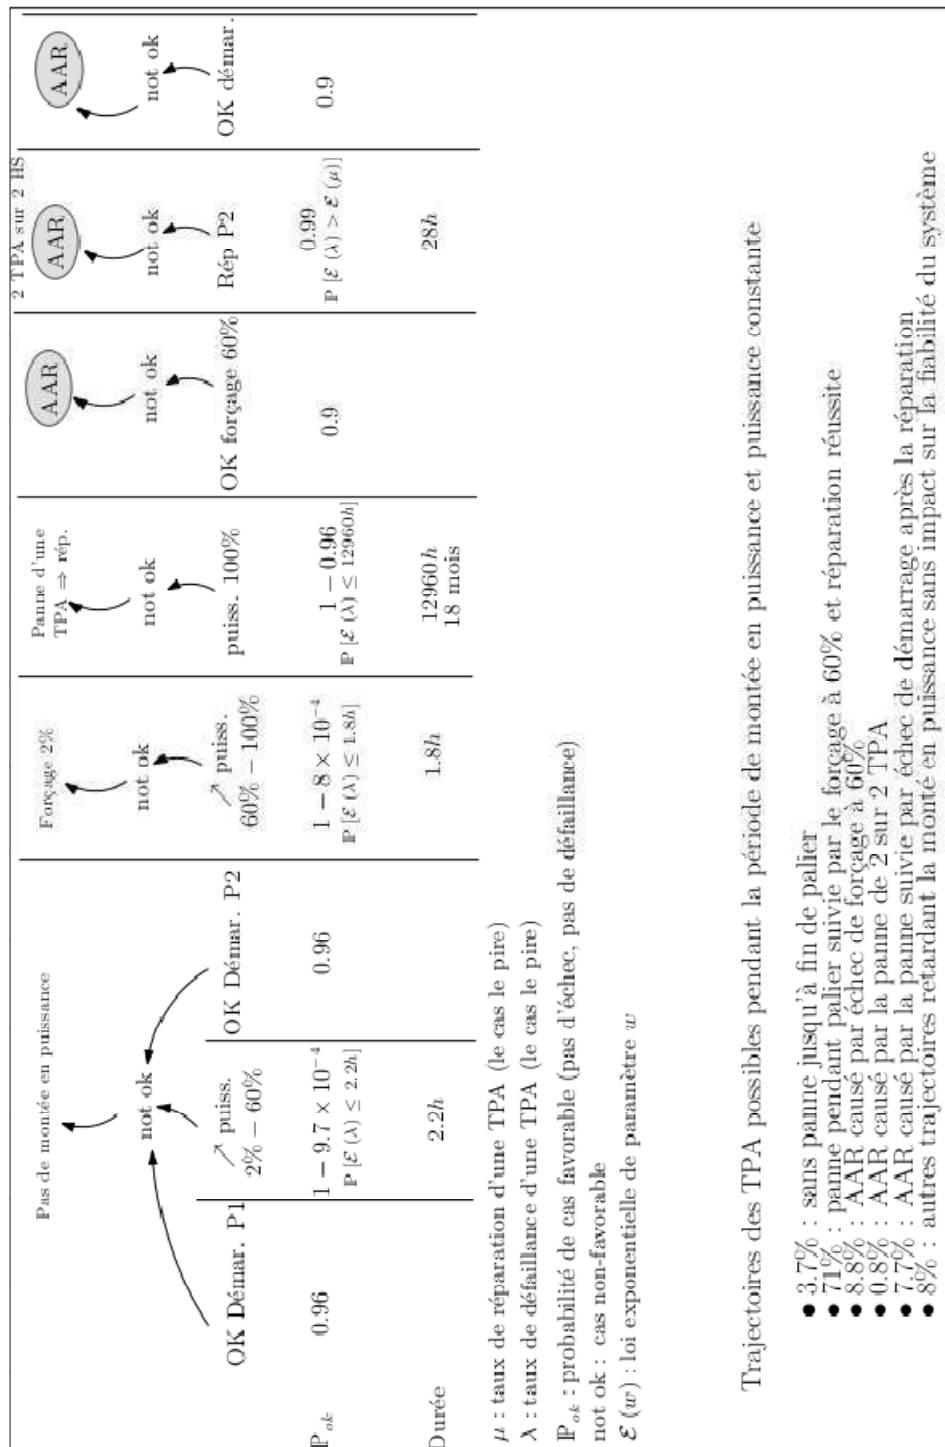 Pas de montée en puissance
Forçage 2%
Panne d'une
TPA ⇒ rép.
AAR
2 TPA sur 2 HS
AAR
AAR
not ok
not ok
not ok
not ok
not ok
not ok
OK Démar. P1
↗ puiss.
2% − 60%
OK Démar. P2
↗ puiss.
60% − 100%
puiss. 100%
OK forçage 60%
Rép P2
OK démar.
P_ok
0.96
1 − 9.7 × 10^−4
P [ℰ (λ) ≤ 2.2h]
0.96
1 − 8 × 10^−4
P [ℰ (λ) ≤ 1.8h]
1 − 0.96
P [ℰ (λ) ≤ 12960h]
0.9
0.99
P [ℰ (λ) > ℰ (μ)]
0.9
Durée
2.2h
1.8h
12960h
18 mois
28h
μ : taux de réparation d'une TPA (le cas le pire)
λ : taux de défaillance d'une TPA (le cas le pire)
P_ok : probabilité de cas favorable (pas d'échec, pas de défaillance)
not ok : cas non-favorable
ℰ (w) : loi exponentielle de paramètre w
Trajectoires des TPA possibles pendant la période de montée en puissance et puissance constante
● 3.7% : sans panne jusqu'à fin de palier
● 71% : panne pendant palier suivie par le forçage à 60% et réparation réussite
● 8.8% : AAR causé par échec de forçage à 60%
● 0.8% : AAR causé par la panne de 2 sur 2 TPA
● 7.7% : AAR causé par la panne suivie par échec de démarrage après la réparation
● 8% : autres trajectoires retardant la monté en puissance sans impact sur la fiabilité du système